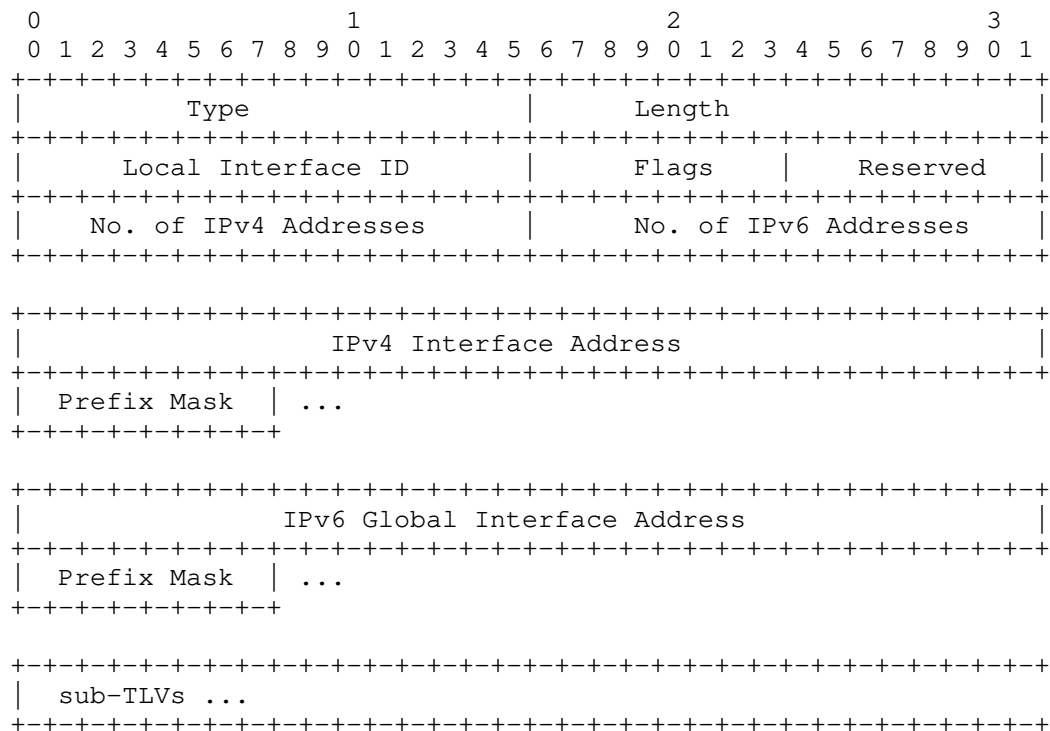 0                   1                   2                   3
 0 1 2 3 4 5 6 7 8 9 0 1 2 3 4 5 6 7 8 9 0 1 2 3 4 5 6 7 8 9 0 1
+-+-+-+-+-+-+-+-+-+-+-+-+-+-+-+-+-+-+-+-+-+-+-+-+-+-+-+-+-+-+-+-+
|          Type                 |      Length                   |
+-+-+-+-+-+-+-+-+-+-+-+-+-+-+-+-+-+-+-+-+-+-+-+-+-+-+-+-+-+-+-+-+
|      Local Interface ID       |      Flags    |    Reserved   |
+-+-+-+-+-+-+-+-+-+-+-+-+-+-+-+-+-+-+-+-+-+-+-+-+-+-+-+-+-+-+-+-+
|    No. of IPv4 Addresses      |      No. of IPv6 Addresses    |
+-+-+-+-+-+-+-+-+-+-+-+-+-+-+-+-+-+-+-+-+-+-+-+-+-+-+-+-+-+-+-+-+

+-+-+-+-+-+-+-+-+-+-+-+-+-+-+-+-+-+-+-+-+-+-+-+-+-+-+-+-+-+-+-+-+
|                   IPv4 Interface Address                      |
+-+-+-+-+-+-+-+-+-+-+-+-+-+-+-+-+-+-+-+-+-+-+-+-+-+-+-+-+-+-+-+-+
|  Prefix Mask  | ...
+-+-+-+-+-+-+-+-+

+-+-+-+-+-+-+-+-+-+-+-+-+-+-+-+-+-+-+-+-+-+-+-+-+-+-+-+-+-+-+-+-+
|                IPv6 Global Interface Address                  |
+-+-+-+-+-+-+-+-+-+-+-+-+-+-+-+-+-+-+-+-+-+-+-+-+-+-+-+-+-+-+-+-+
|  Prefix Mask  | ...
+-+-+-+-+-+-+-+-+

+-+-+-+-+-+-+-+-+-+-+-+-+-+-+-+-+-+-+-+-+-+-+-+-+-+-+-+-+-+-+-+-+
|  sub-TLVs ...
+-+-+-+-+-+-+-+-+-+-+-+-+-+-+-+-+-+-+-+-+-+-+-+-+-+-+-+-+-+-+-+-+